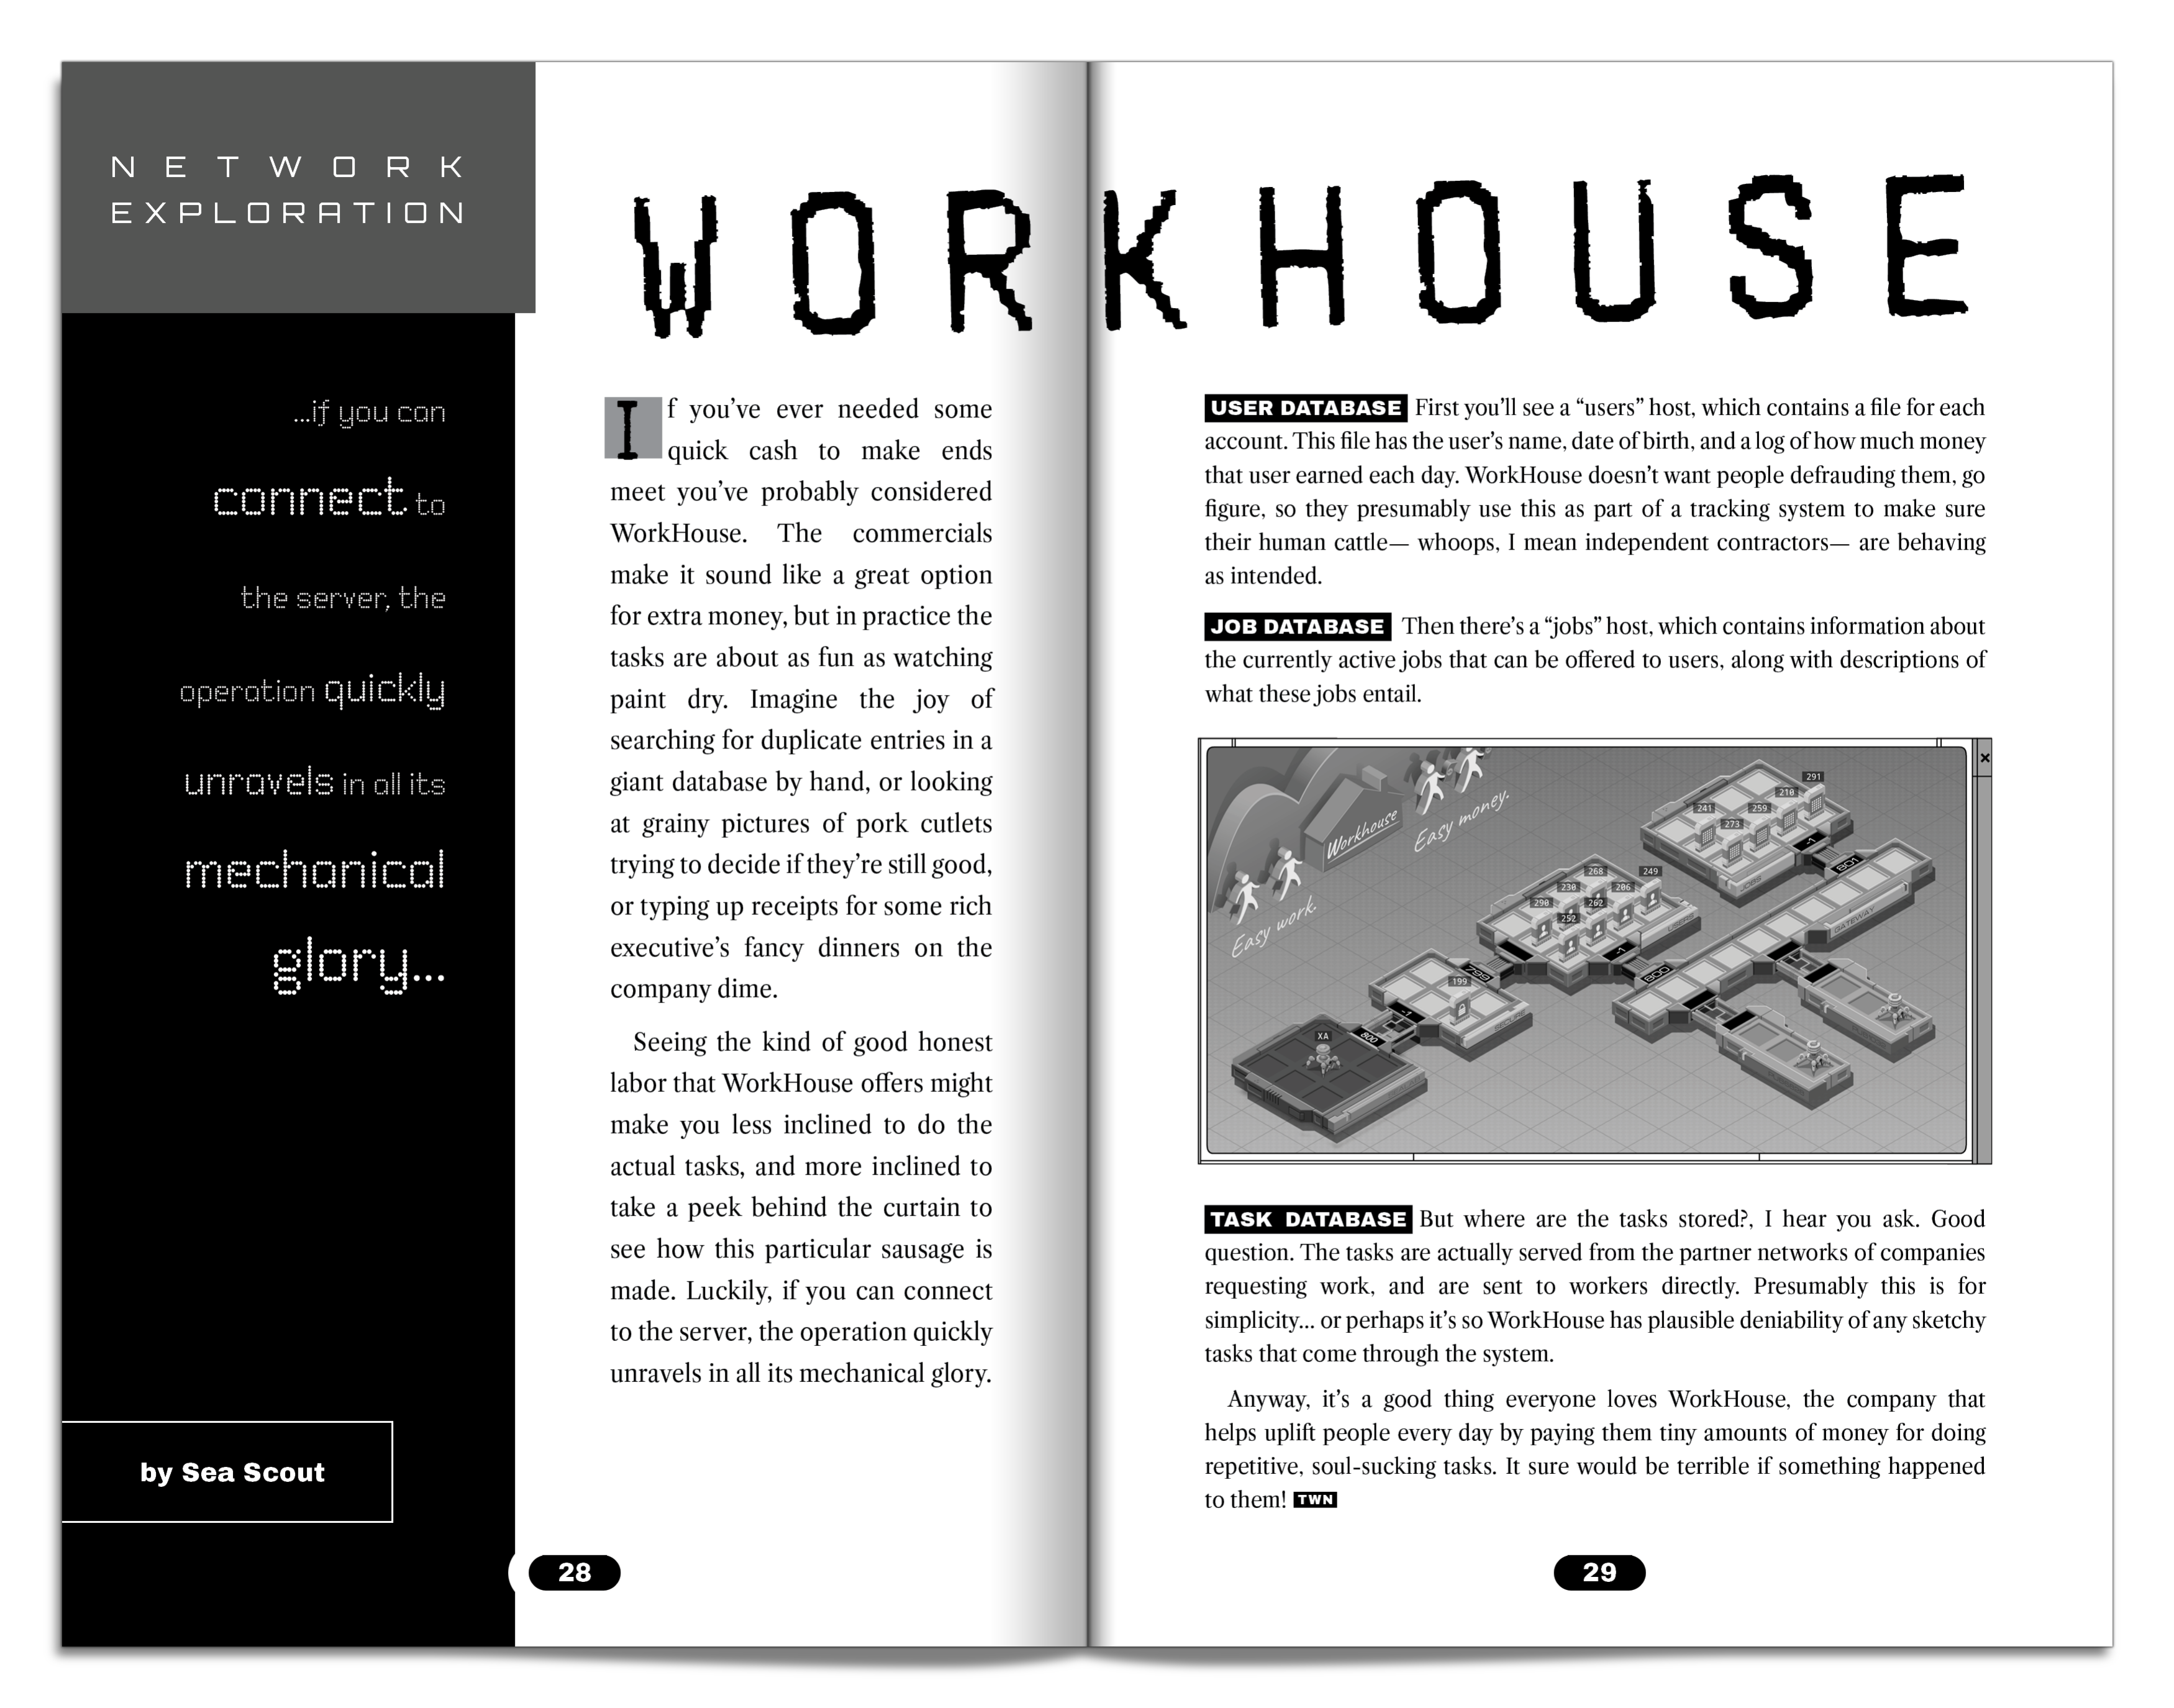 NETWORK
EXPLORATION
...if you can
connect to
the server, the
operation quickly
unravels in all its
mechanical
glory...
by Sea Scout
28
WORKHOUSE
If you've ever needed some
quick cash to make ends
meet you've probably considered
WorkHouse. The commercials
make it sound like a great option
for extra money, but in practice the
tasks are about as fun as watching
paint dry. Imagine the joy of
searching for duplicate entries in a
giant database by hand, or looking
at grainy pictures of pork cutlets
trying to decide if they're still good,
or typing up receipts for some rich
executive's fancy dinners on the
company dime.
Seeing the kind of good honest
labor that WorkHouse offers might
make you less inclined to do the
actual tasks, and more inclined to
take a peek behind the curtain to
see how this particular sausage is
made. Luckily, if you can connect
to the server, the operation quickly
unravels in all its mechanical glory.
USER DATABASE First you'll see a “users” host, which contains a file for each
account. This file has the user's name, date of birth, and a log of how much money
that user earned each day. WorkHouse doesn't want people defrauding them, go
figure, so they presumably use this as part of a tracking system to make sure
their human cattle— whoops, I mean independent contractors— are behaving
as intended.
JOB DATABASE Then there's a “jobs” host, which contains information about
the currently active jobs that can be offered to users, along with descriptions of
what these jobs entail.
Workhouse
Easy money.
Easy work.
291
210
241
259
273
-1
801
JOBS
268
249
230
206
290
262
252
USERS
-1
800
GATEWAY
799
199
-1
SECURE
800
XA
TASK DATABASE But where are the tasks stored?, I hear you ask. Good
question. The tasks are actually served from the partner networks of companies
requesting work, and are sent to workers directly. Presumably this is for
simplicity... or perhaps it's so WorkHouse has plausible deniability of any sketchy
tasks that come through the system.
Anyway, it's a good thing everyone loves WorkHouse, the company that
helps uplift people every day by paying them tiny amounts of money for doing
repetitive, soul-sucking tasks. It sure would be terrible if something happened
to them! TWN
29